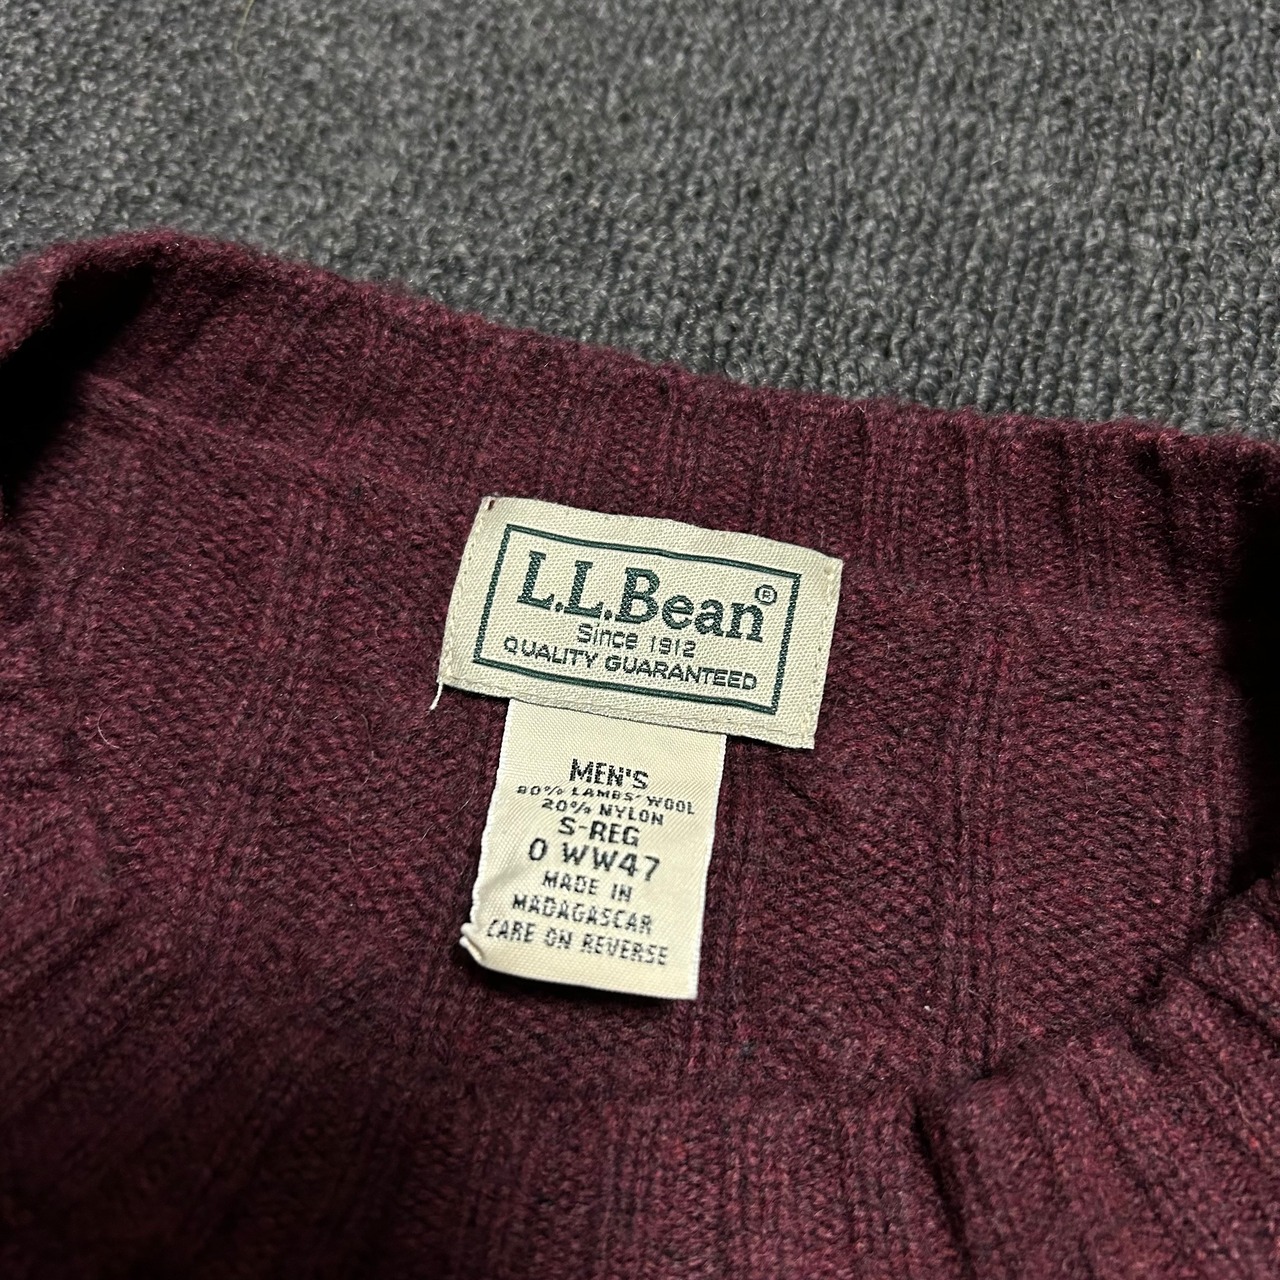 L.L.Bean®
Since 1912
QUALITY GUARANTEED
MEN'S
80% LAMBS-WOOL
20% NYLON
S-REG
0 WW47
MADE IN
MADAGASCAR
CARE ON REVERSE